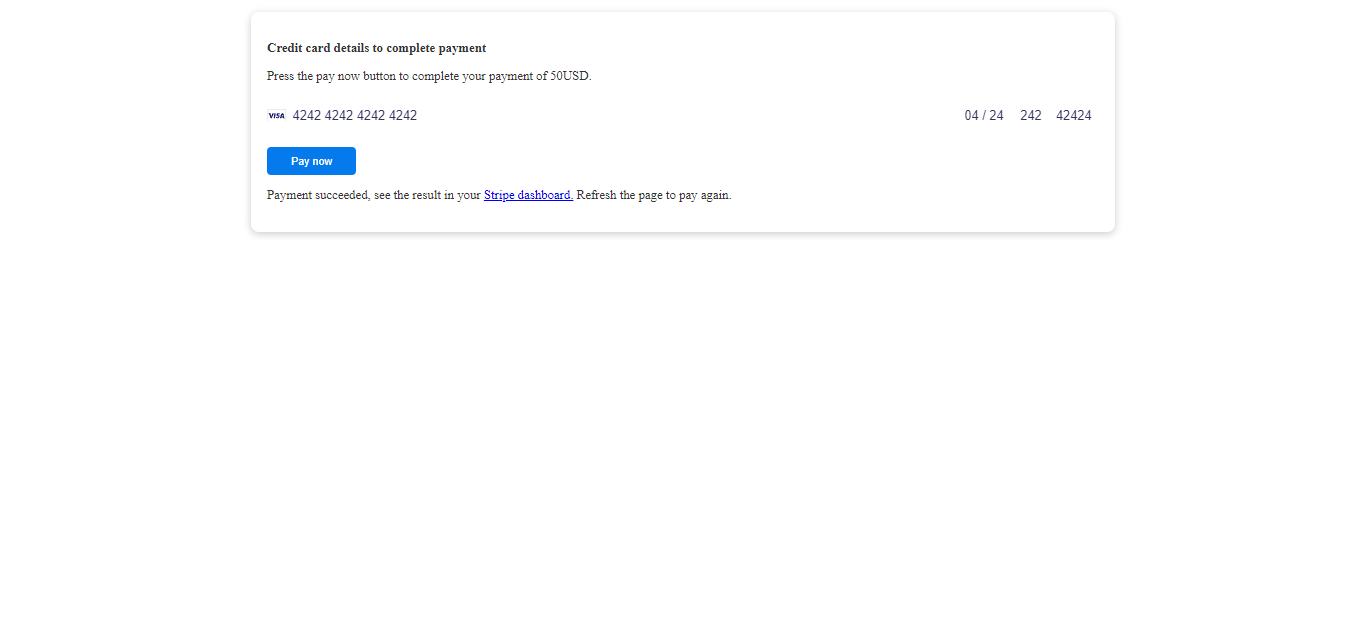 Credit card details to complete payment
Press the pay now button to complete your payment of 50USD.
VISA 4242 4242 4242 4242 04 / 24 242 42424
Pay now
Payment succeeded, see the result in your Stripe dashboard. Refresh the page to pay again.